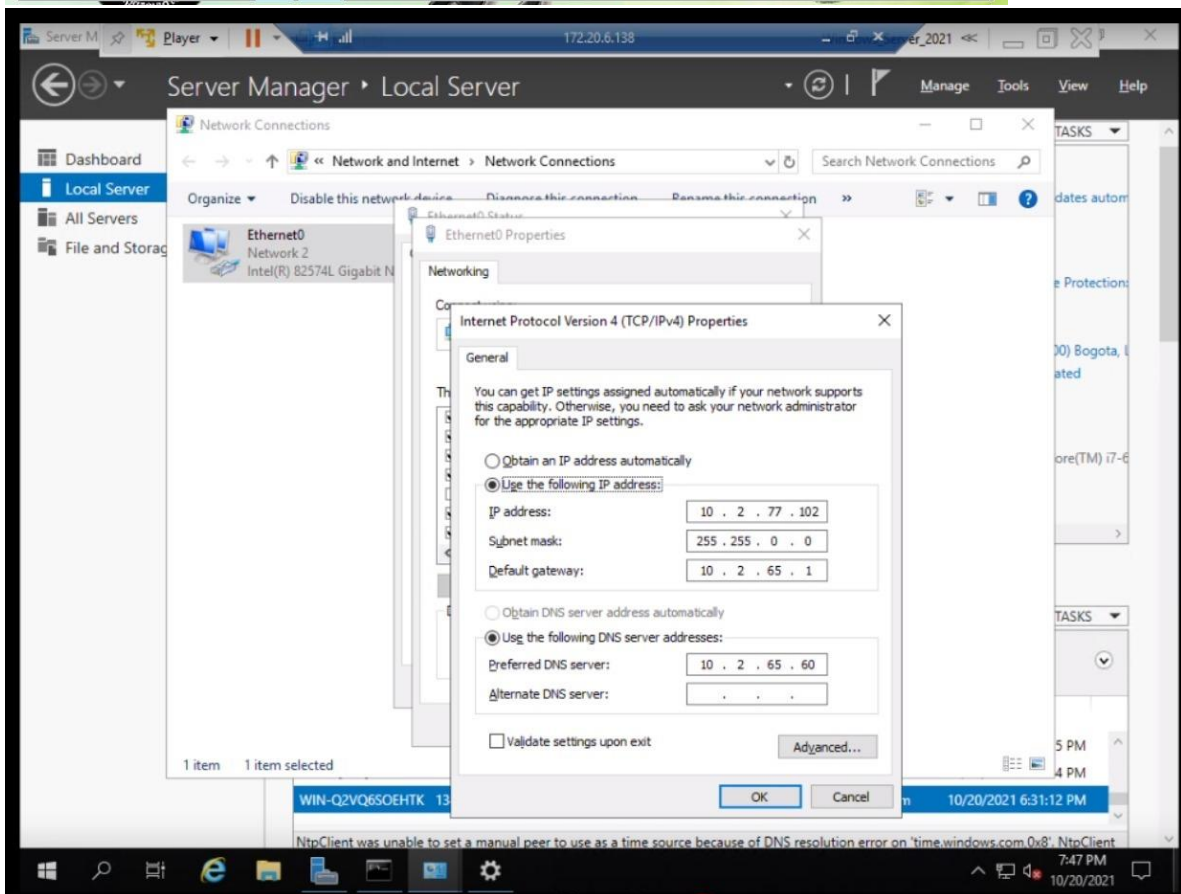 Server M
Player
172.20.6.138
er_2021
Server Manager
Local Server
Manage
Tools
View
Help
Network Connections
TASKS
Dashboard
Local Server
All Servers
File and Storag
« Network and Internet > Network Connections
Search Network Connections
Organize
Disable this network device
Diagnose this connection
Rename this connection
»
dates autom
Ethernet0
Network 2
Intel(R) 82574L Gigabit N
Ethernet0 Status
Ethernet0 Properties
Networking
e Protection:
Internet Protocol Version 4 (TCP/IPv4) Properties
General
00) Bogota, L
ated
You can get IP settings assigned automatically if your network supports
this capability. Otherwise, you need to ask your network administrator
for the appropriate IP settings.
Th
Obtain an IP address automatically
Use the following IP address:
ore(TM) i7-6
IP address:
10 . 2 . 77 . 102
Subnet mask:
255 . 255 . 0 . 0
Default gateway:
10 . 2 . 65 . 1
Obtain DNS server address automatically
TASKS
Use the following DNS server addresses:
Preferred DNS server:
10 . 2 . 65 . 60
Alternate DNS server:
. . .
Validate settings upon exit
Advanced...
5 PM
1 item
1 item selected
4 PM
OK
Cancel
WIN-Q2VQ6SOEHTK 13
10/20/2021 6:31:12 PM
NtpClient was unable to set a manual peer to use as a time source because of DNS resolution error on 'time.windows.com,0x8'. NtpClient
7:47 PM
10/20/2021